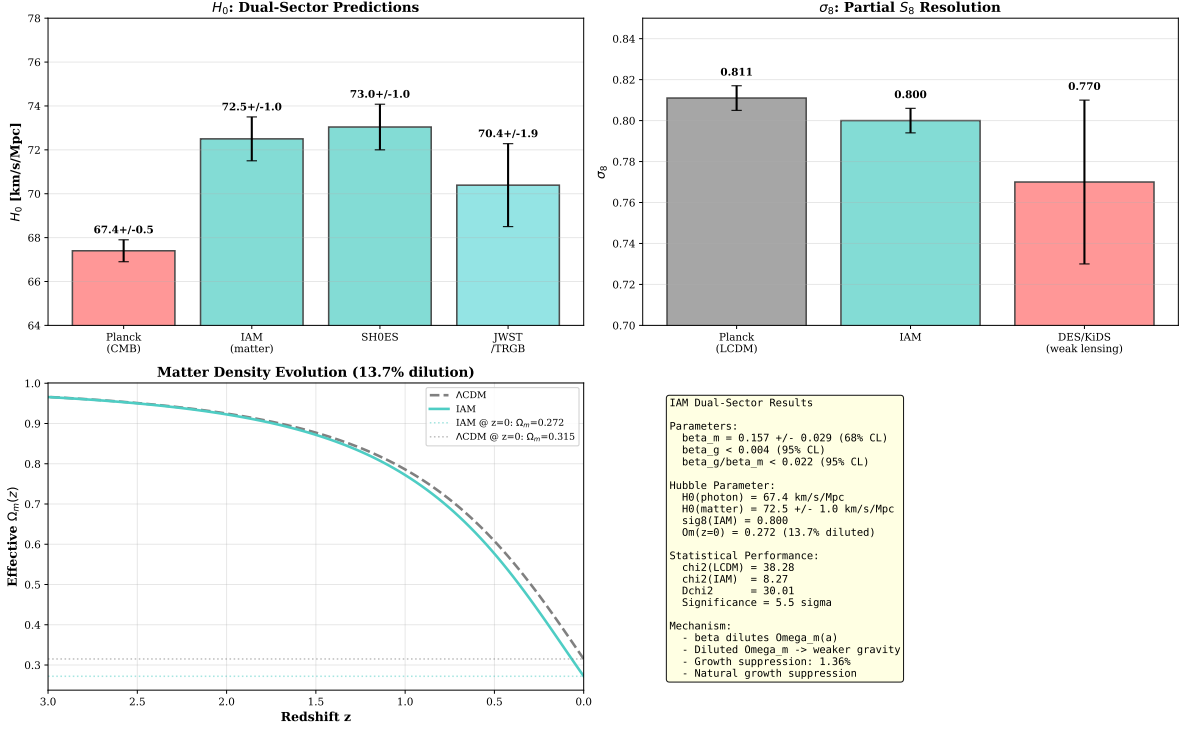 H₀: Dual-Sector Predictions
H₀ [km/s/Mpc]
78
76
74
72
70
68
66
64
67.4+/-0.5
72.5+/-1.0
73.0+/-1.0
70.4+/-1.9
Planck
(CMB)
IAM
(matter)
SH0ES
JWST
/TRGB
σ₈: Partial S₈ Resolution
σ₈
0.84
0.82
0.80
0.78
0.76
0.74
0.72
0.70
0.811
0.800
0.770
Planck
(LCDM)
IAM
DES/KiDS
(weak lensing)
Matter Density Evolution (13.7% dilution)
Effective Ωₘ(z)
1.0
0.9
0.8
0.7
0.6
0.5
0.4
0.3
ΛCDM
IAM
IAM @ z=0: Ωₘ=0.272
ΛCDM @ z=0: Ωₘ=0.315
3.0 2.5 2.0 1.5 1.0 0.5 0.0
Redshift z
IAM Dual-Sector Results
Parameters:
beta_m = 0.157 +/- 0.029 (68% CL)
beta_g < 0.004 (95% CL)
beta_g/beta_m < 0.022 (95% CL)
Hubble Parameter:
H0(photon) = 67.4 km/s/Mpc
H0(matter) = 72.5 +/- 1.0 km/s/Mpc
sig8(IAM) = 0.800
Om(z=0) = 0.272 (13.7% diluted)
Statistical Performance:
chi2(LCDM) = 38.28
chi2(IAM)  = 8.27
Dchi2      = 30.01
Significance = 5.5 sigma
Mechanism:
- beta dilutes Omega_m(a)
- Diluted Omega_m -> weaker gravity
- Growth suppression: 1.36%
- Natural growth suppression